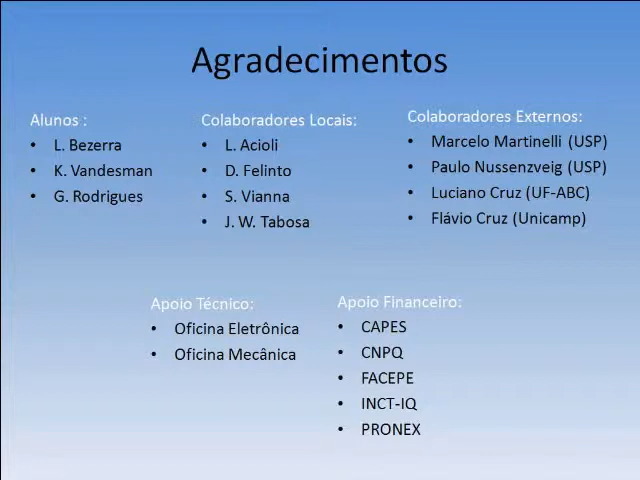 Agradecimentos
Alunos :
• L. Bezerra
• K. Vandesman
• G. Rodrigues
Colaboradores Locais:
• L. Acioli
• D. Felinto
• S. Vianna
• J. W. Tabosa
Colaboradores Externos:
• Marcelo Martinelli (USP)
• Paulo Nussenzveig (USP)
• Luciano Cruz (UF-ABC)
• Flávio Cruz (Unicamp)
Apoio Técnico:
• Oficina Eletrônica
• Oficina Mecânica
Apoio Financeiro:
• CAPES
• CNPQ
• FACEPE
• INCT-IQ
• PRONEX